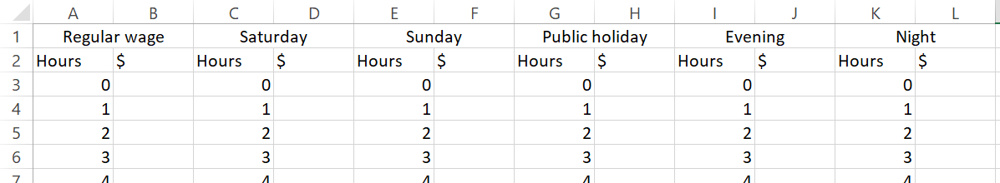 A B C D E F G H I J K L
1 Regular wage Saturday Sunday Public holiday Evening Night
2 Hours $ Hours $ Hours $ Hours $ Hours $ Hours $
3 0 0 0 0 0 0
4 1 1 1 1 1 1
5 2 2 2 2 2 2
6 3 3 3 3 3 3
7 4 4 4 4 4 4